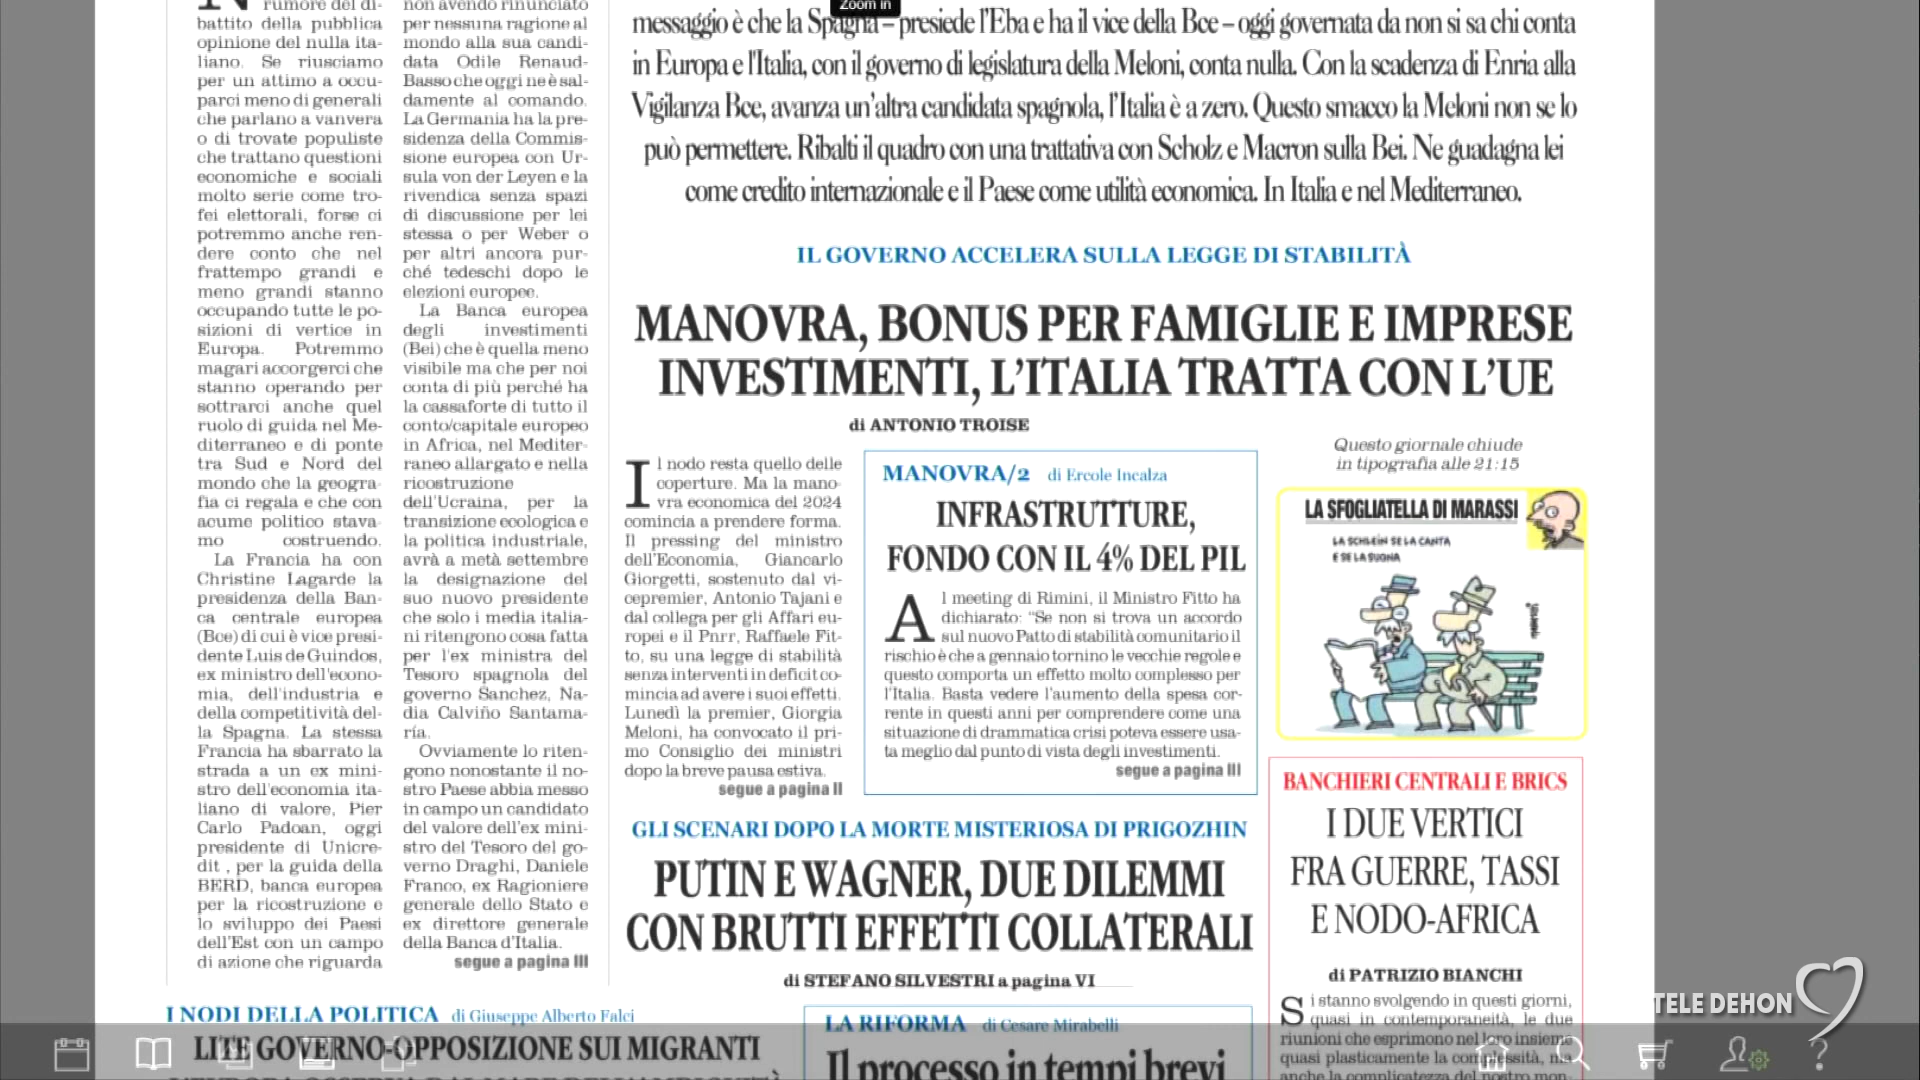 Zoom in
rumore del di-
battito della pubblica
opinione del nulla ita-
liano. Se riusciamo
per un attimo a occu-
parci meno di generali
che parlano a vanvera
o di trovate populiste
che trattano questioni
economiche e sociali
molto serie come tro-
fei elettorali, forse ci
potremmo anche ren-
dere conto che nel
frattempo grandi e
meno grandi stanno
occupando tutte le po-
sizioni di vertice in
Europa. Potremmo
magari accorgerci che
stanno operando per
sottrarci anche quel
ruolo di guida nel Me-
diterraneo e di ponte
tra Sud e Nord del
mondo che la geogra-
fia ci regala e che con
acume politico stava-
mo costruendo.
La Francia ha con
Christine Lagarde la
presidenza della Ban-
ca centrale europea
(Bce) di cui è vice presi-
dente Luis de Guindos,
ex ministro dell'econo-
mia, dell'industria e
della competitività del-
la Spagna. La stessa
Francia ha sbarrato la
strada a un ex mini-
stro dell'economia ita-
liano di valore, Pier
Carlo Padoan, oggi
presidente di Unicre-
dit , per la guida della
BERD, banca europea
per la ricostruzione e
lo sviluppo dei Paesi
dell'Est con un campo
di azione che riguarda
non avendo rinunciato
per nessuna ragione al
mondo alla sua candi-
data Odile Renaud-
Basso che oggi ne è sal-
damente al comando.
La Germania ha la pre-
sidenza della Commis-
sione europea con Ur-
sula von der Leyen e la
rivendica senza spazi
di discussione per lei
stessa o per Weber o
per altri ancora pur-
ché tedeschi dopo le
elezioni europee.
La Banca europea
degli investimenti
(Bei) che è quella meno
visibile ma che per noi
conta di più perché ha
la cassaforte di tutto il
conto/capitale europeo
in Africa, nel Mediter-
raneo allargato e nella
ricostruzione
dell'Ucraina, per la
transizione ecologica e
la politica industriale,
avrà a metà settembre
la designazione del
suo nuovo presidente
che solo i media italia-
ni ritengono cosa fatta
per l'ex ministra del
Tesoro spagnola del
governo Sanchez, Na-
dia Calviño Santama-
ría.
Ovviamente lo riten-
gono nonostante il no-
stro Paese abbia messo
in campo un candidato
del valore dell'ex mini-
stro del Tesoro del go-
verno Draghi, Daniele
Franco, ex Ragioniere
generale dello Stato e
ex direttore generale
della Banca d'Italia.
segue a pagina III
messaggio è che la Spagna – presiede l'Eba e ha il vice della Bce – oggi governata da non si sa chi conta
in Europa e l'Italia, con il governo di legislatura della Meloni, conta nulla. Con la scadenza di Enria alla
Vigilanza Bce, avanza un'altra candidata spagnola, l'Italia è a zero. Questo smacco la Meloni non se lo
può permettere. Ribalti il quadro con una trattativa con Scholz e Macron sulla Bei. Ne guadagna lei
come credito internazionale e il Paese come utilità economica. In Italia e nel Mediterraneo.
IL GOVERNO ACCELERA SULLA LEGGE DI STABILITÀ
MANOVRA, BONUS PER FAMIGLIE E IMPRESE
INVESTIMENTI, L'ITALIA TRATTA CON L'UE
di ANTONIO TROISE
Il nodo resta quello delle
coperture. Ma la mano-
vra economica del 2024
comincia a prendere forma.
Il pressing del ministro
dell'Economia, Giancarlo
Giorgetti, sostenuto dal vi-
cepremier, Antonio Tajani e
dal collega per gli Affari eu-
ropei e il Pnrr, Raffaele Fit-
to, su una legge di stabilità
senza interventi in deficit co-
mincia ad avere i suoi effetti.
Lunedì la premier, Giorgia
Meloni, ha convocato il pri-
mo Consiglio dei ministri
dopo la breve pausa estiva.
segue a pagina II
MANOVRA/2 di Ercole Incalza
INFRASTRUTTURE,
FONDO CON IL 4% DEL PIL
Al meeting di Rimini, il Ministro Fitto ha
dichiarato: "Se non si trova un accordo
sul nuovo Patto di stabilità comunitario il
rischio è che a gennaio tornino le vecchie regole e
questo comporta un effetto molto complesso per
l'Italia. Basta vedere l'aumento della spesa cor-
rente in questi anni per comprendere come una
situazione di drammatica crisi poteva essere usa-
ta meglio dal punto di vista degli investimenti.
segue a pagina III
Questo giornale chiude
in tipografia alle 21:15
LA SFOGLIATELLA DI MARASSI
LA SCHLEIN SE LA CANTA
E SE LA SUONA
GLI SCENARI DOPO LA MORTE MISTERIOSA DI PRIGOZHIN
PUTIN E WAGNER, DUE DILEMMI
CON BRUTTI EFFETTI COLLATERALI
di STEFANO SILVESTRI a pagina VI
BANCHIERI CENTRALI E BRICS
I DUE VERTICI
FRA GUERRE, TASSI
E NODO-AFRICA
di PATRIZIO BIANCHI
Si stanno svolgendo in questi giorni,
quasi in contemporaneità, le due
riunioni che esprimono nel loro insieme
quasi plasticamente la complessità, ma
anche la complicatezza del nostro mon-
I NODI DELLA POLITICA di Giuseppe Alberto Falci
LITE GOVERNO-OPPOSIZIONE SUI MIGRANTI
LA RIFORMA di Cesare Mirabelli
Il processo in tempi brevi
TELE DEHON